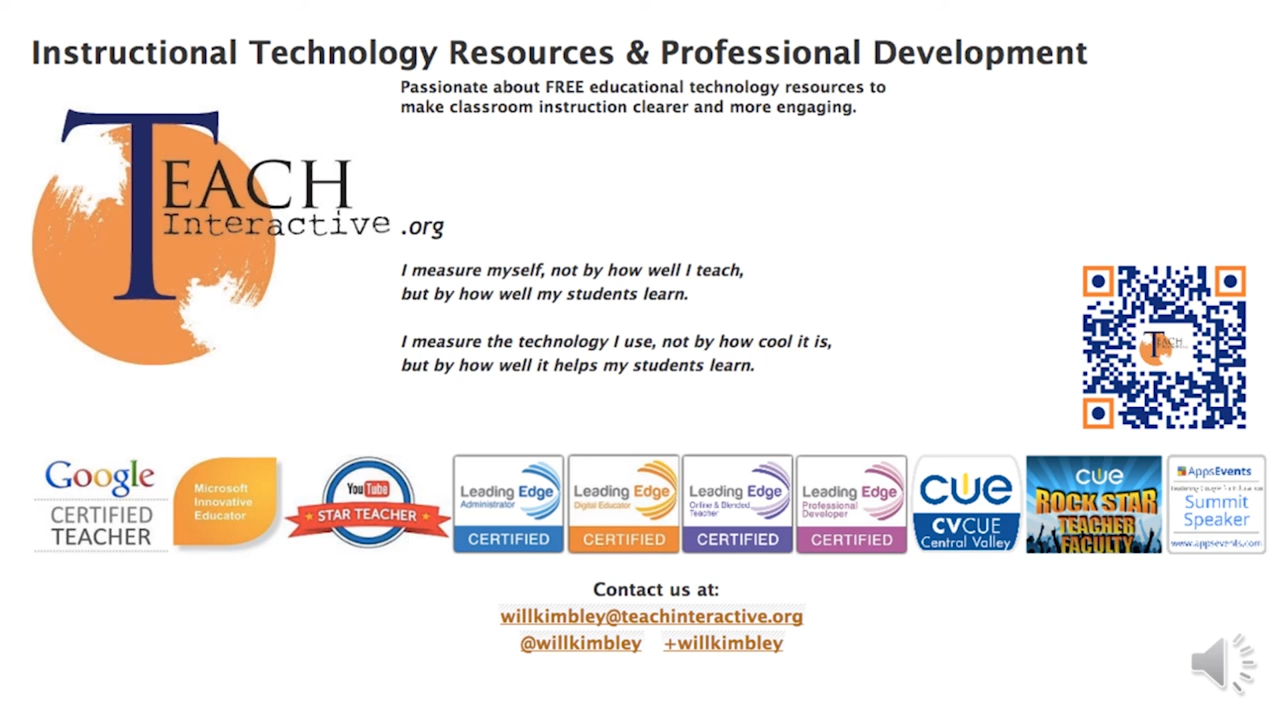 Instructional Technology Resources & Professional Development
Passionate about FREE educational technology resources to
make classroom instruction clearer and more engaging.
TEACH
Interactive.org
I measure myself, not by how well I teach,
but by how well my students learn.
I measure the technology I use, not by how cool it is,
but by how well it helps my students learn.
TEACH
Google
CERTIFIED
TEACHER
Microsoft
Innovative
Educator
YouTube
STAR TEACHER
Leading Edge
Administrator
CERTIFIED
Leading Edge
Digital Educator
CERTIFIED
Leading Edge
Online & Blended
Teacher
CERTIFIED
Leading Edge
Professional
Developer
CERTIFIED
cue
CVCUE
Central Valley
cue
ROCK STAR
TEACHER
FACULTY
AppsEvents
Summit
Speaker
www.appsevents.com
Contact us at:
willkimbley@teachinteractive.org
@willkimbley +willkimbley